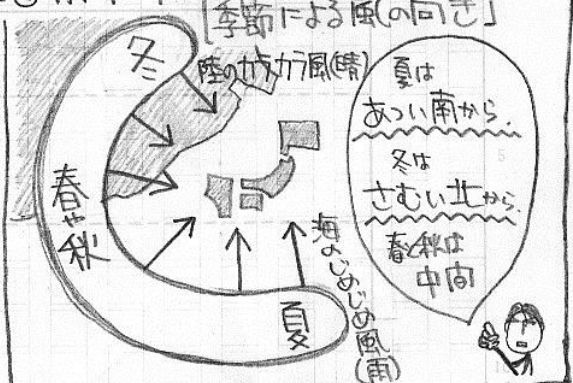 [季節による風の向き]
冬
陸のカラカラ風(晴)
春や秋
夏
海のじめじめ風(雨)
夏は
あつい南から.
冬は
さむい北から.
春と秋は
中間